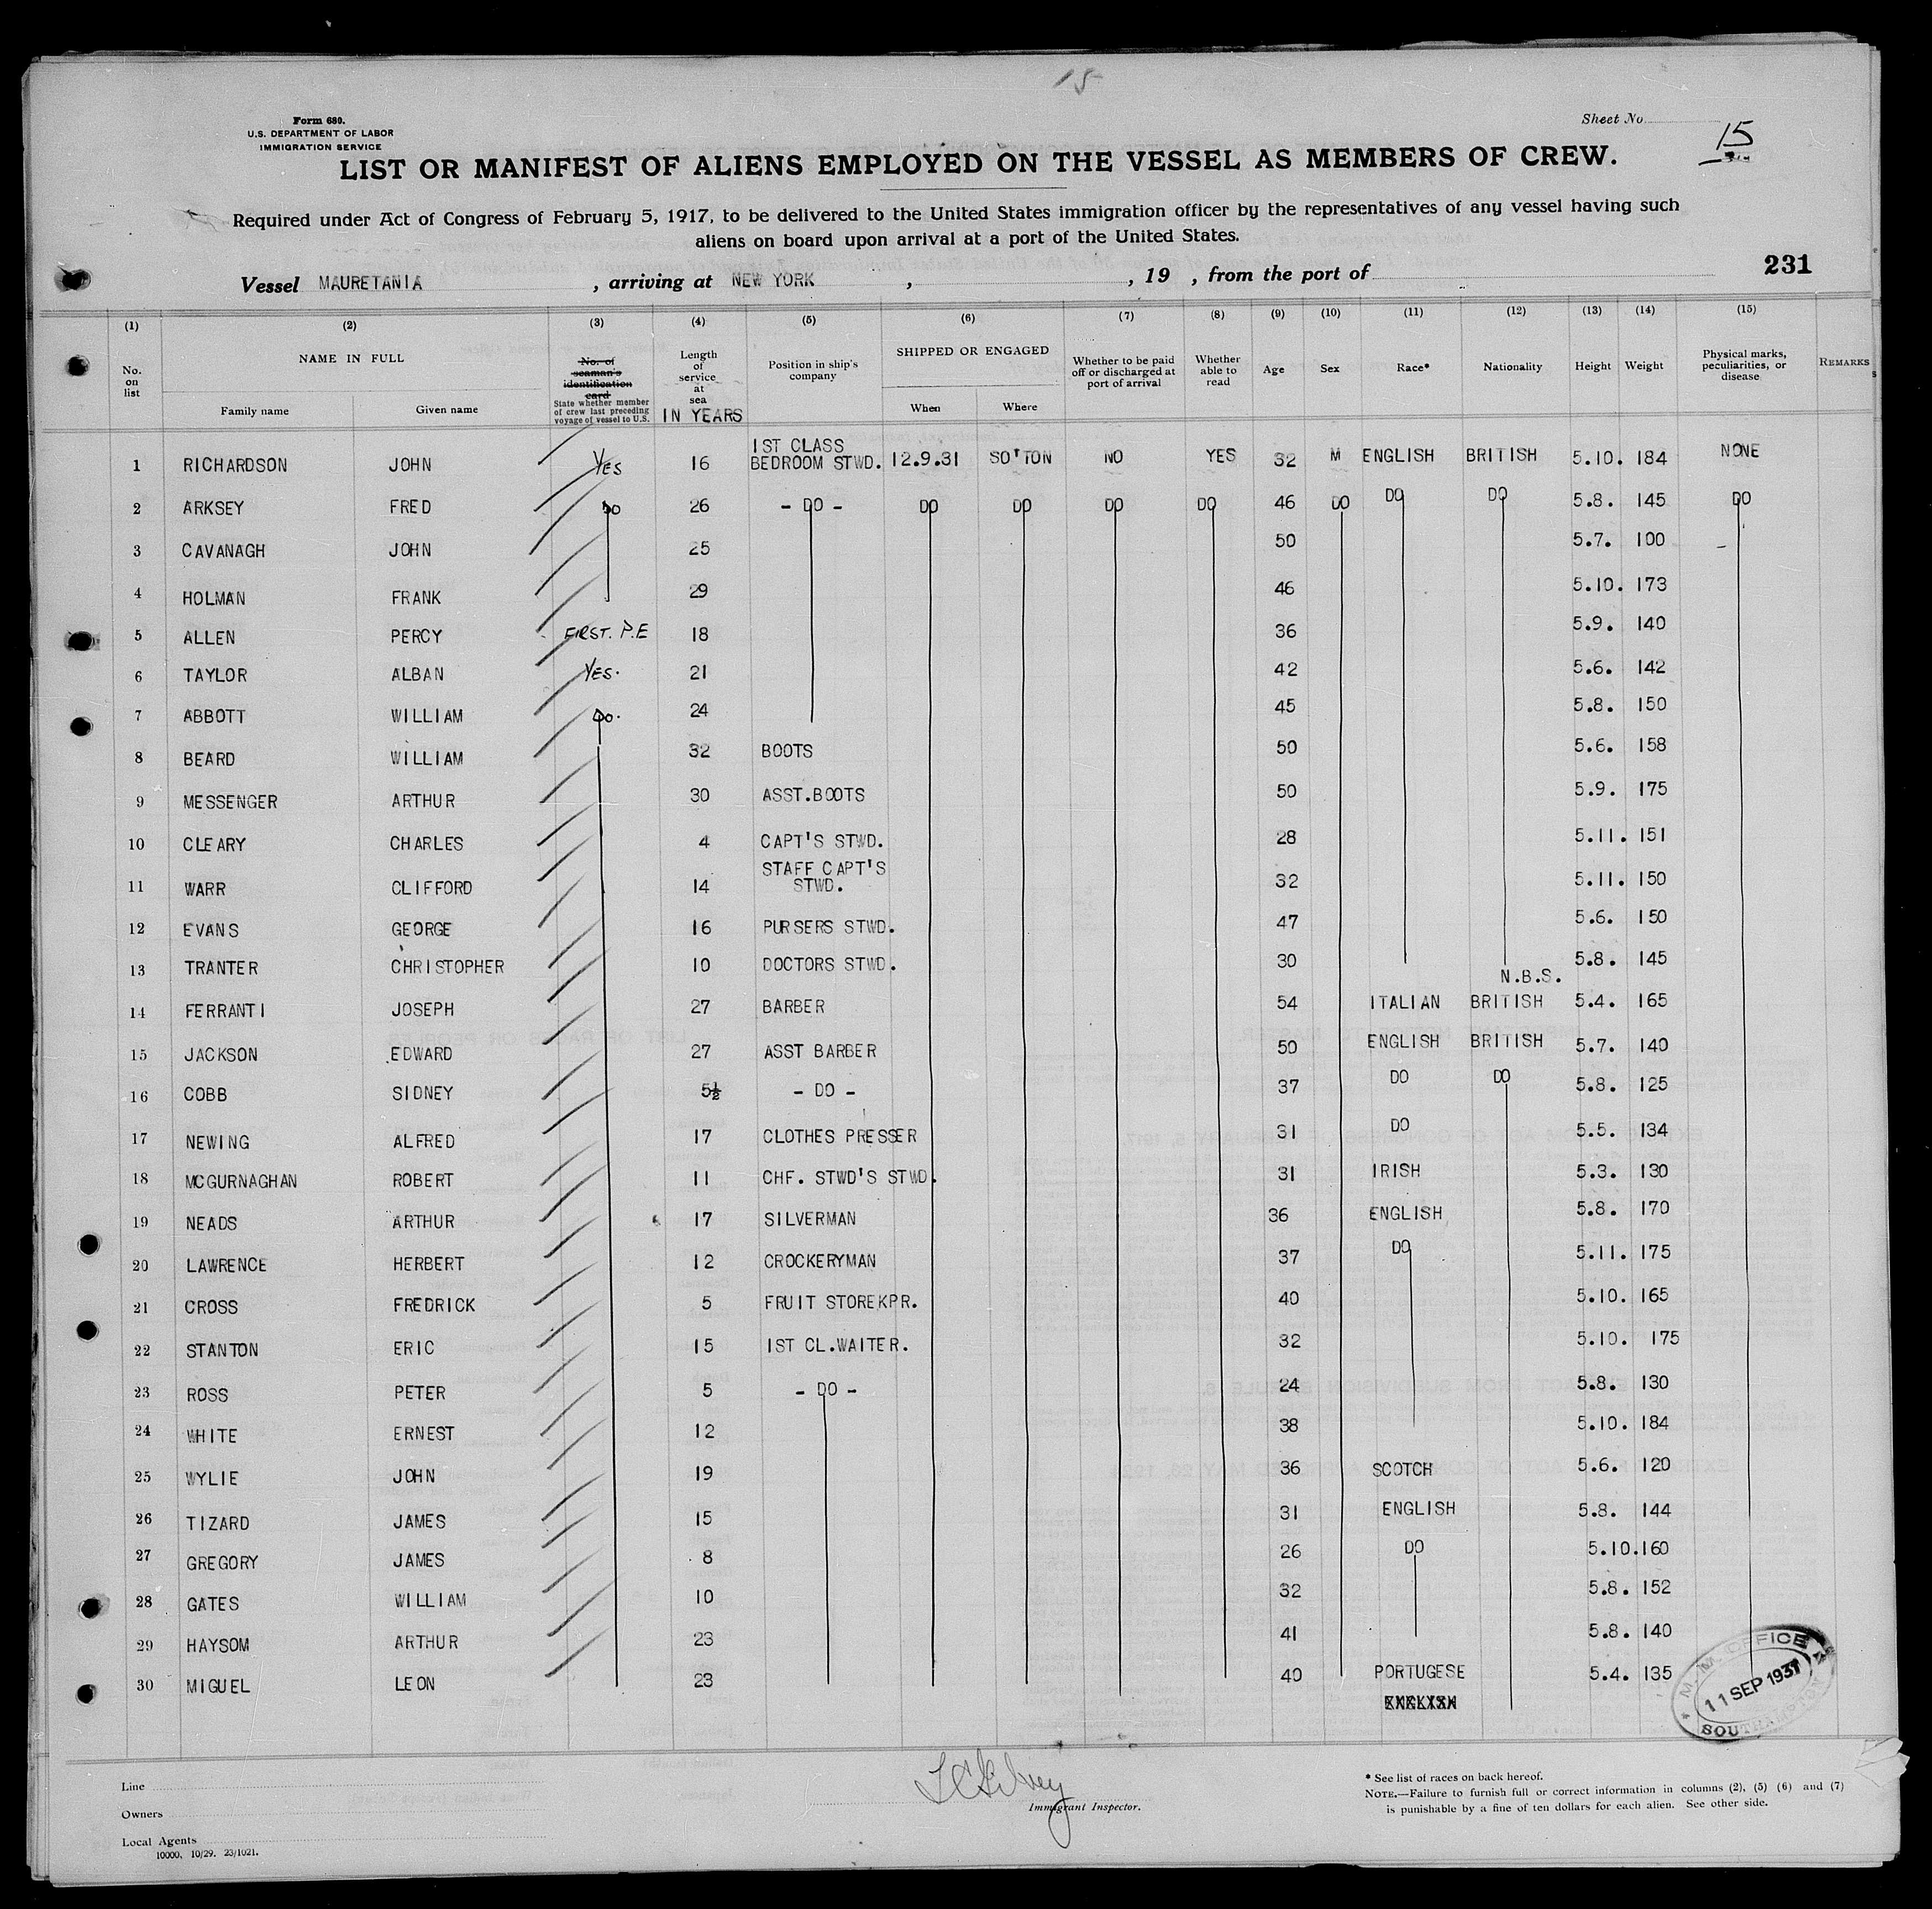 15
Form 680.
U.S. DEPARTMENT OF LABOR
IMMIGRATION SERVICE
Sheet No. 15
LIST OR MANIFEST OF ALIENS EMPLOYED ON THE VESSEL AS MEMBERS OF CREW.
Required under Act of Congress of February 5, 1917, to be delivered to the United States immigration officer by the representatives of any vessel having such
aliens on board upon arrival at a port of the United States.
231
Vessel MAURETANIA , arriving at NEW YORK , , 19 , from the port of
(1) (2) (3) (4) (5) (6) (7) (8) (9) (10) (11) (12) (13) (14) (15)
No. on list NAME IN FULL Family name Given name No. of seaman's identification card State whether member of crew last preceding voyage of vessel to U.S. Length of service at sea IN YEARS Position in ship's company SHIPPED OR ENGAGED When Where Whether to be paid off or discharged at port of arrival Whether able to read Age Sex Race* Nationality Height Weight Physical marks, peculiarities, or disease REMARKS
1 RICHARDSON JOHN YES 16 1ST CLASS BEDROOM STWD. 12.9.31 SO'TON NO YES 32 M ENGLISH BRITISH 5.10. 184 NONE
2 ARKSEY FRED DO 26 - DO - DO DO DO DO 46 DO DO DO 5.8. 145 DO
3 CAVANAGH JOHN 25 50 5.7. 100
4 HOLMAN FRANK 29 46 5.10. 173
5 ALLEN PERCY FIRST. P.E 18 36 5.9. 140
6 TAYLOR ALBAN YES. 21 42 5.6. 142
7 ABBOTT WILLIAM DO. 24 45 5.8. 150
8 BEARD WILLIAM 32 BOOTS 50 5.6. 158
9 MESSENGER ARTHUR 30 ASST.BOOTS 50 5.9. 175
10 CLEARY CHARLES 4 CAPT'S STWD. 28 5.11. 151
11 WARR CLIFFORD 14 STAFF CAPT'S STWD. 32 5.11. 150
12 EVANS GEORGE 16 PURSERS STWD. 47 5.6. 150
13 TRANTER CHRISTOPHER 10 DOCTORS STWD. 30 5.8. 145
14 FERRANTI JOSEPH 27 BARBER 54 ITALIAN N.B.S. BRITISH 5.4. 165
15 JACKSON EDWARD 27 ASST BARBER 50 ENGLISH BRITISH 5.7. 140
16 COBB SIDNEY 5½ - DO - 37 DO DO 5.8. 125
17 NEWING ALFRED 17 CLOTHES PRESSER 31 DO 5.5. 134
18 MCGURNAGHAN ROBERT 11 CHF. STWD'S STWD. 31 IRISH 5.3. 130
19 NEADS ARTHUR 17 SILVERMAN 36 ENGLISH 5.8. 170
20 LAWRENCE HERBERT 12 CROCKERYMAN 37 DO 5.11. 175
21 CROSS FREDRICK 5 FRUIT STOREKPR. 40 5.10. 165
22 STANTON ERIC 15 1ST CL.WAITER. 32 5.10. 175
23 ROSS PETER 5 - DO - 24 5.8. 130
24 WHITE ERNEST 12 38 5.10. 184
25 WYLIE JOHN 19 36 SCOTCH 5.6. 120
26 TIZARD JAMES 15 31 ENGLISH 5.8. 144
27 GREGORY JAMES 8 26 DO 5.10.160
28 GATES WILLIAM 10 32 5.8. 152
29 HAYSOM ARTHUR 23 41 5.8. 140
30 MIGUEL LEON 23 40 PORTUGESE 5.4. 135
ENGLISH
M. M. OFFICE
11 SEP 1931
SOUTHAMPTON
Line
Owners
Local Agents
10000, 10/29. 23/1021.
Immigrant Inspector.
* See list of races on back hereof.
NOTE.—Failure to furnish full or correct information in columns (2), (5) (6) and (7)
is punishable by a fine of ten dollars for each alien. See other side.